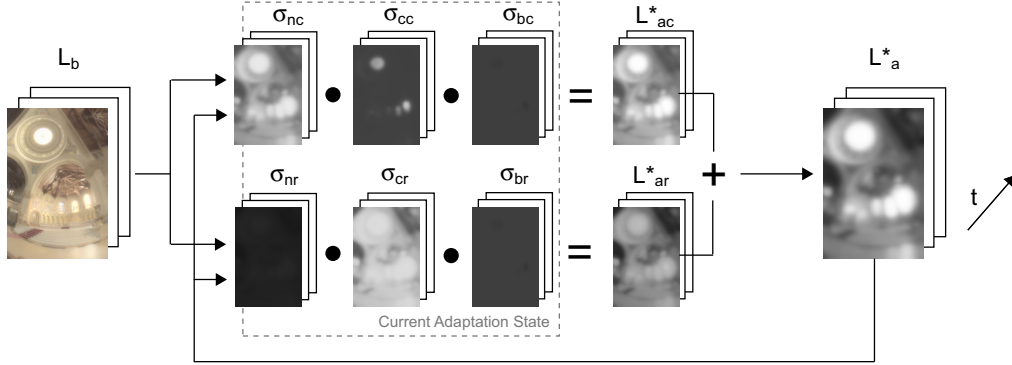 L_b
σ_nc σ_cc σ_bc L*_ac
• • =
L*_a
σ_nr σ_cr σ_br L*_ar
+
t
• • =
Current Adaptation State